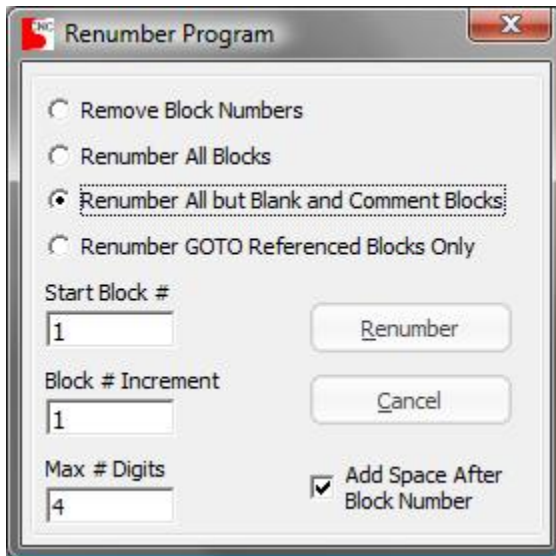 CNC
Renumber Program
X
Remove Block Numbers
Renumber All Blocks
Renumber All but Blank and Comment Blocks
Renumber GOTO Referenced Blocks Only
Start Block #
1
Renumber
Block # Increment
1
Cancel
Max # Digits
4
Add Space After
Block Number